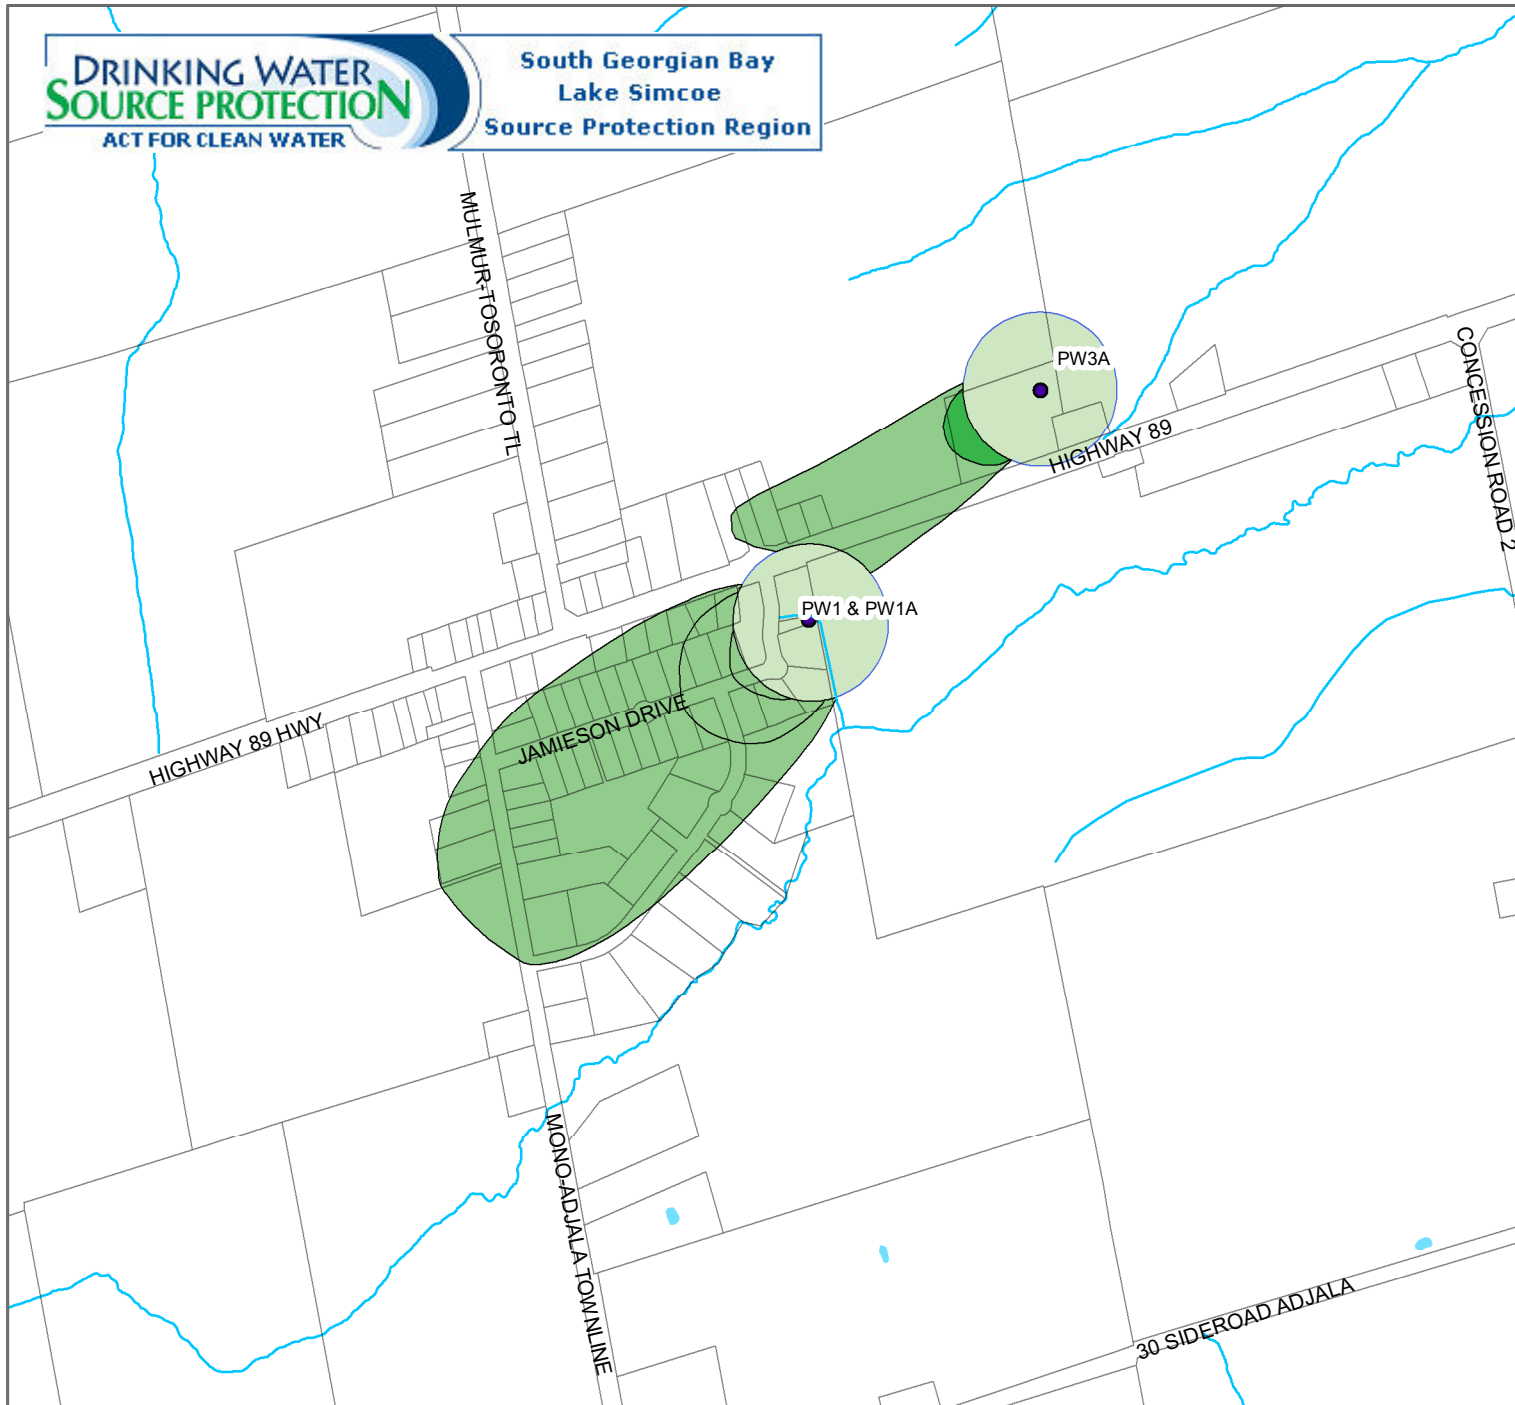 DRINKING WATER
SOURCE PROTECTION
ACT FOR CLEAN WATER
South Georgian Bay
Lake Simcoe
Source Protection Region
MULMUR-TOSORONTO TL
PW3A
HIGHWAY 89
CONCESSION ROAD 2
PW1 & PW1A
JAMIESON DRIVE
HIGHWAY 89 HWY
MONO-ADJALA TOWNLINE
30 SIDEROAD ADJALA